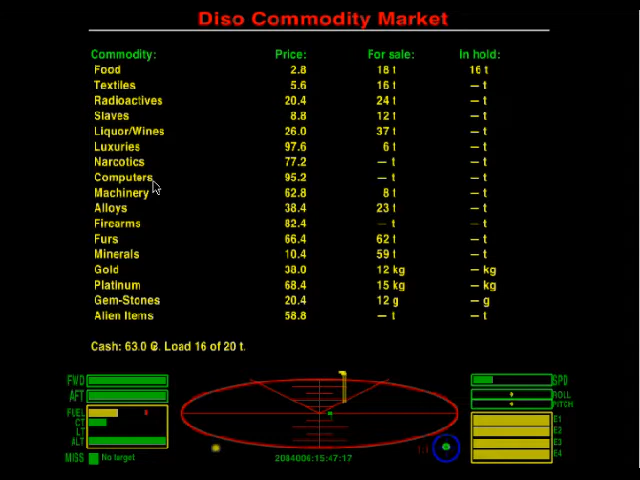 Diso Commodity Market
Commodity: Price: For sale: In hold:
Food 2.8 18 t 16 t
Textiles 5.6 16 t — t
Radioactives 20.4 24 t — t
Slaves 8.8 12 t — t
Liquor/Wines 26.0 37 t — t
Luxuries 97.6 6 t — t
Narcotics 77.2 — t — t
Computers 95.2 — t — t
Machinery 62.8 8 t — t
Alloys 38.4 23 t — t
Firearms 82.4 — t — t
Furs 66.4 62 t — t
Minerals 10.4 59 t — t
Gold 38.0 12 kg — kg
Platinum 68.4 15 kg — kg
Gem-Stones 20.4 12 g — g
Alien Items 58.8 — t — t
Cash: 63.0 ₢. Load 16 of 20 t.
FWD SPD
AFT ROLL
PITCH
FUEL E1
CT E2
LT E3
ALT 1:1 E4
MISS No target 2084006:15:47:17